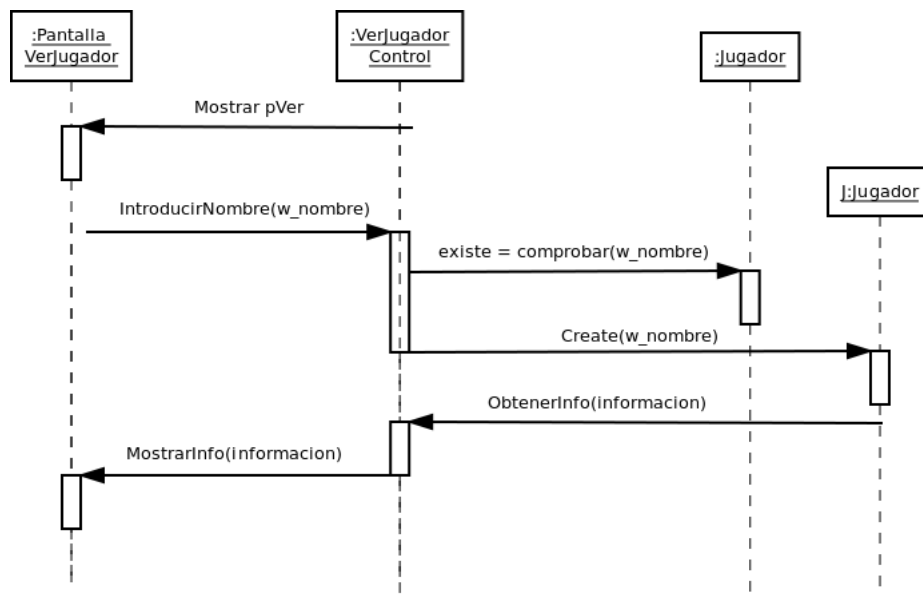 :Pantalla
VerJugador
:VerJugador
Control
:Jugador
Mostrar pVer
J:Jugador
IntroducirNombre(w_nombre)
existe = comprobar(w_nombre)
Create(w_nombre)
ObtenerInfo(informacion)
MostrarInfo(informacion)